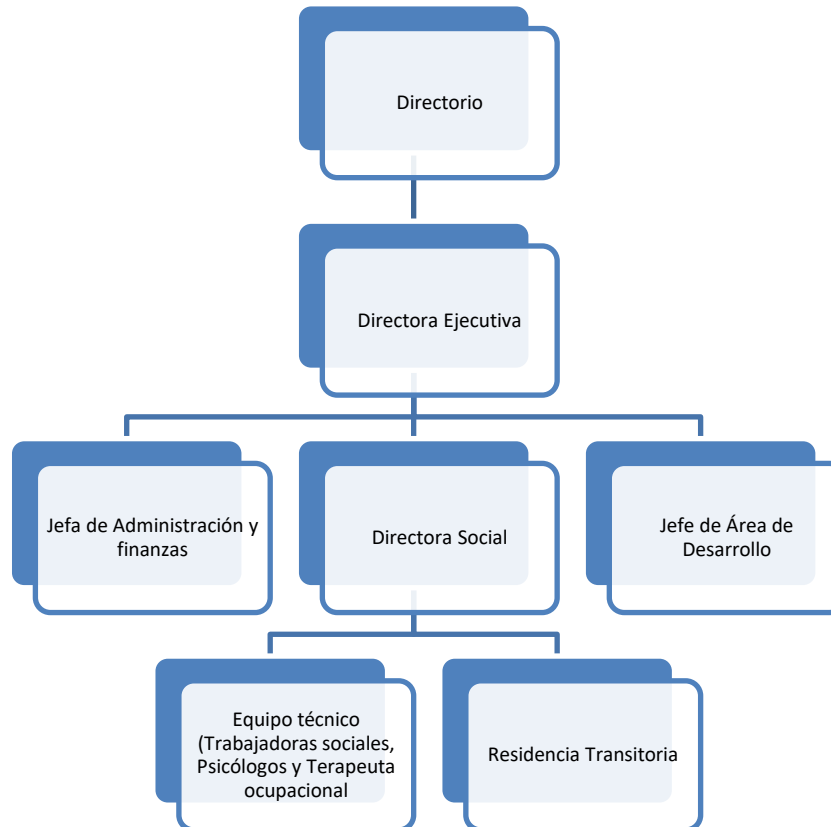 Directorio
Directora Ejecutiva
Jefa de Administración y
finanzas
Directora Social
Jefe de Área de
Desarrollo
Equipo técnico
(Trabajadoras sociales,
Psicólogos y Terapeuta
ocupacional
Residencia Transitoria